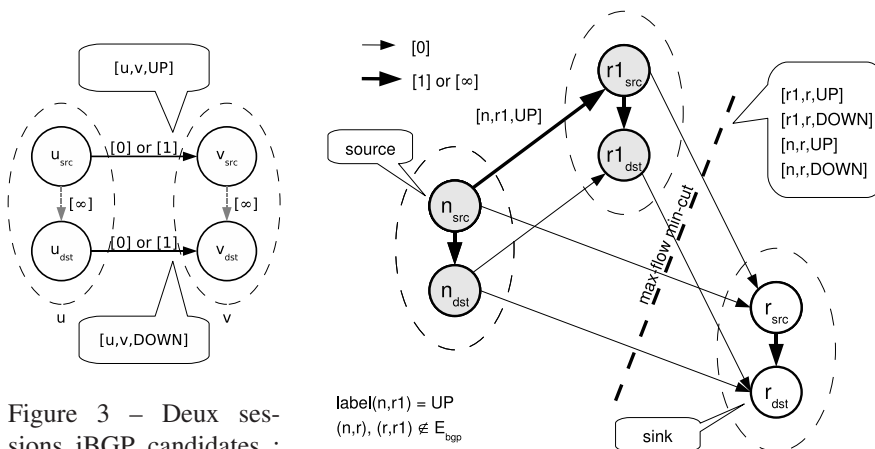 [u,v,UP]
u src
[0] or [1]
v src
[∞]
[∞]
u dst
[0] or [1]
v dst
u
v
[u,v,DOWN]
Figure 3 – Deux ses-
sions iBGP candidates :
[0]
[1] or [∞]
r1 src
[n,r1,UP]
source
r1 dst
n src
n dst
max-flow min-cut
[r1,r,UP]
[r1,r,DOWN]
[n,r,UP]
[n,r,DOWN]
r src
r dst
sink
label(n,r1) = UP
(n,r), (r,r1) ∉ E bgp